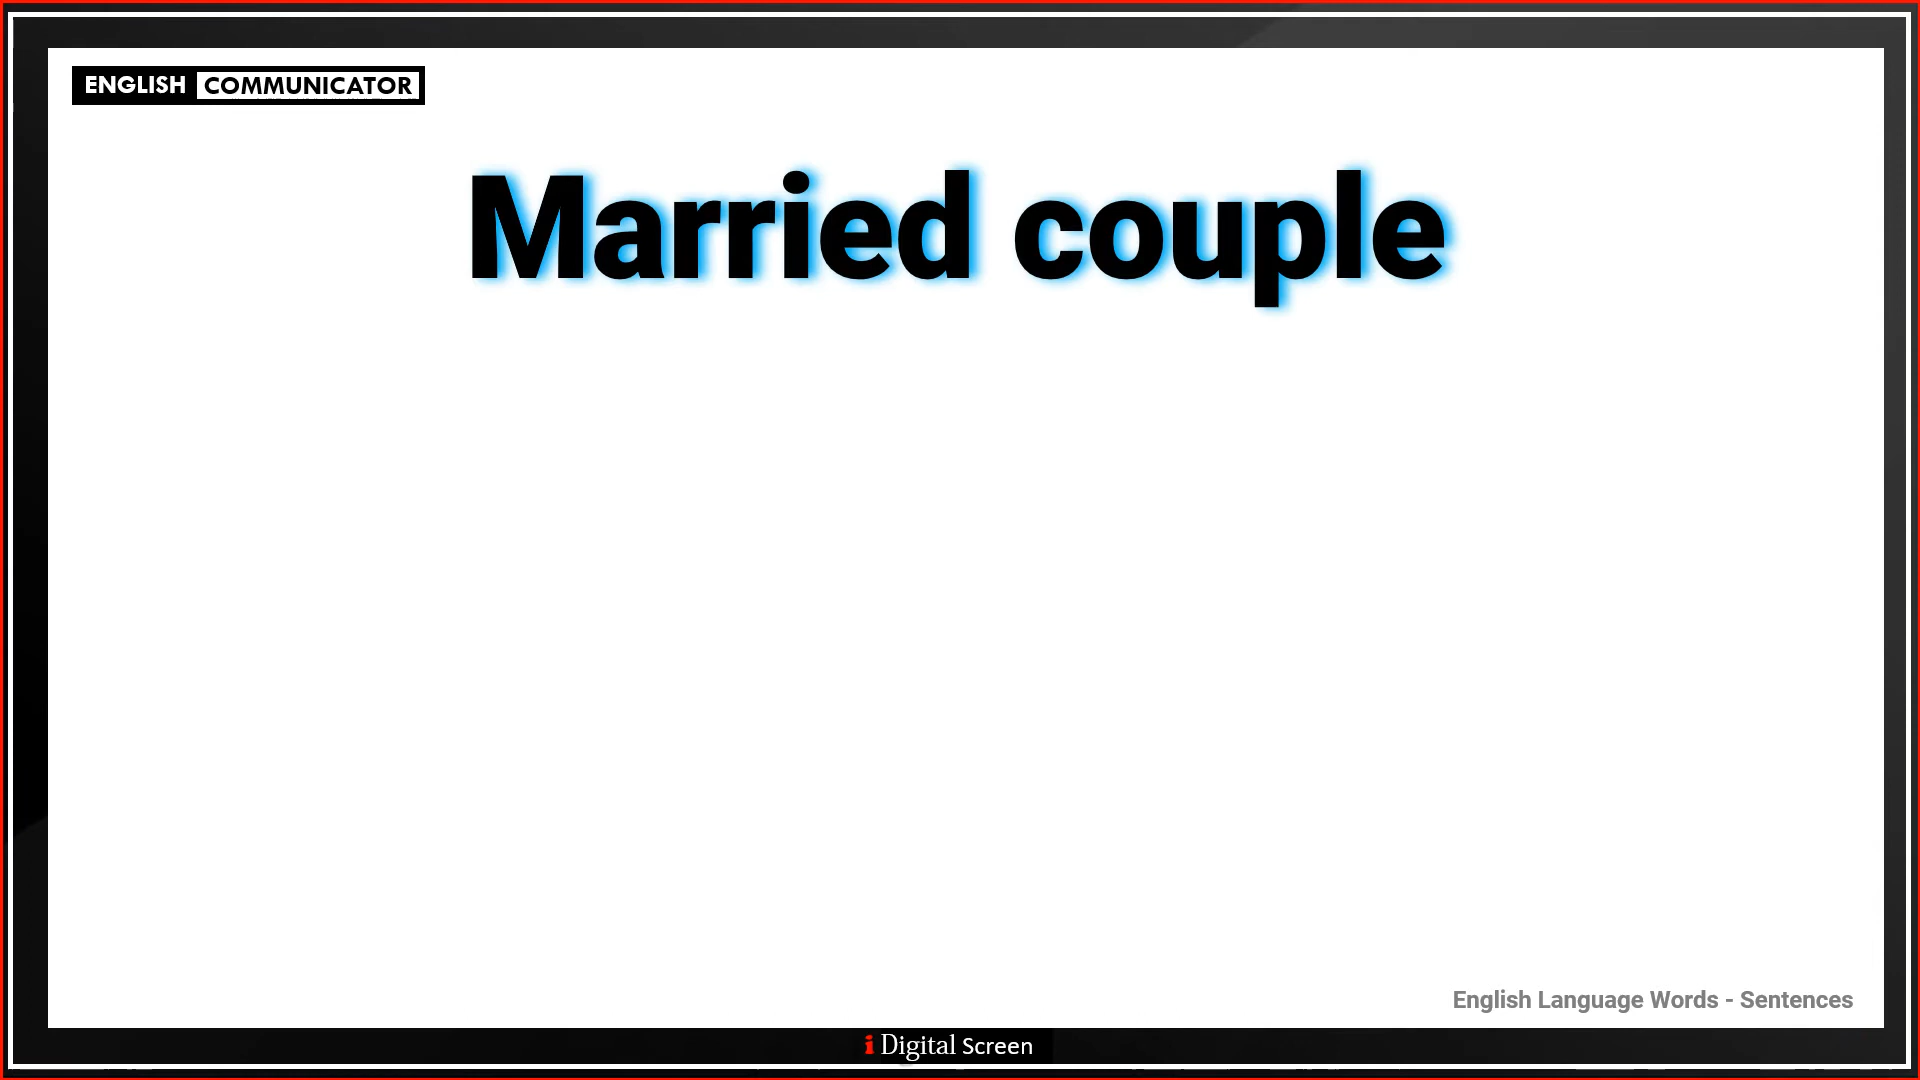 ENGLISH COMMUNICATOR
Married couple
English Language Words - Sentences
i Digital Screen